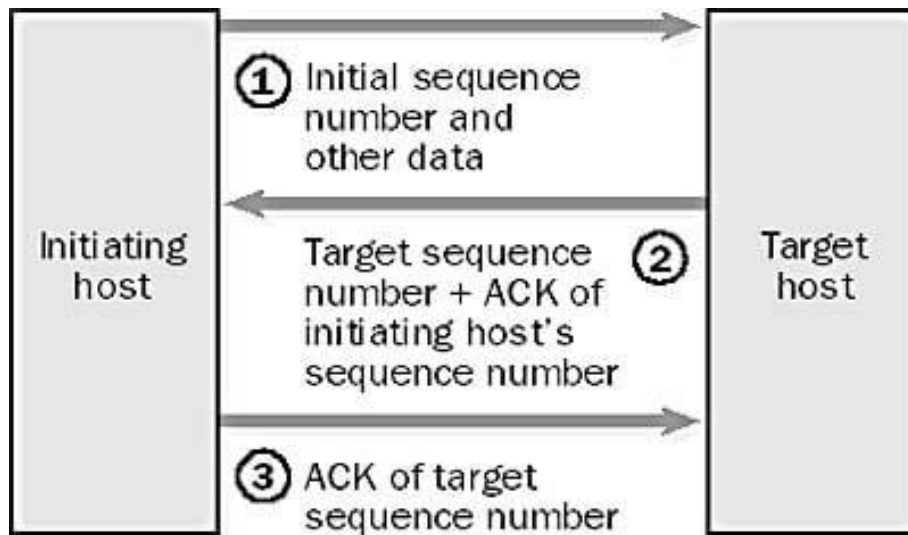 Initiating
host
1 Initial sequence
number and
other data
Target sequence
number + ACK of
initiating host's
sequence number
2
3 ACK of target
sequence number
Target
host